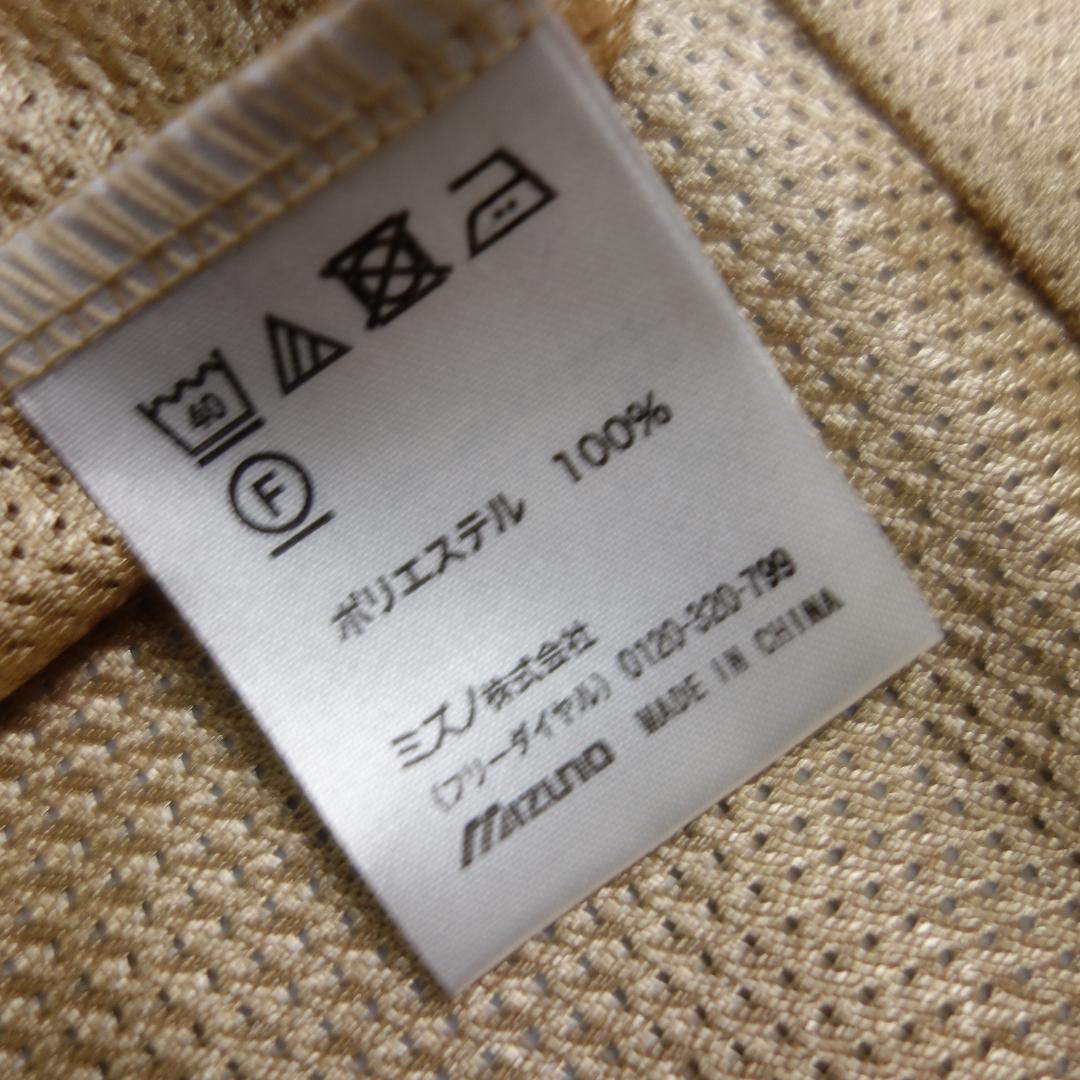 40
F
ポリエステル 100%
ミズノ株式会社
(フリーダイヤル) 0120-320-799
Mizuno MADE IN CHINA